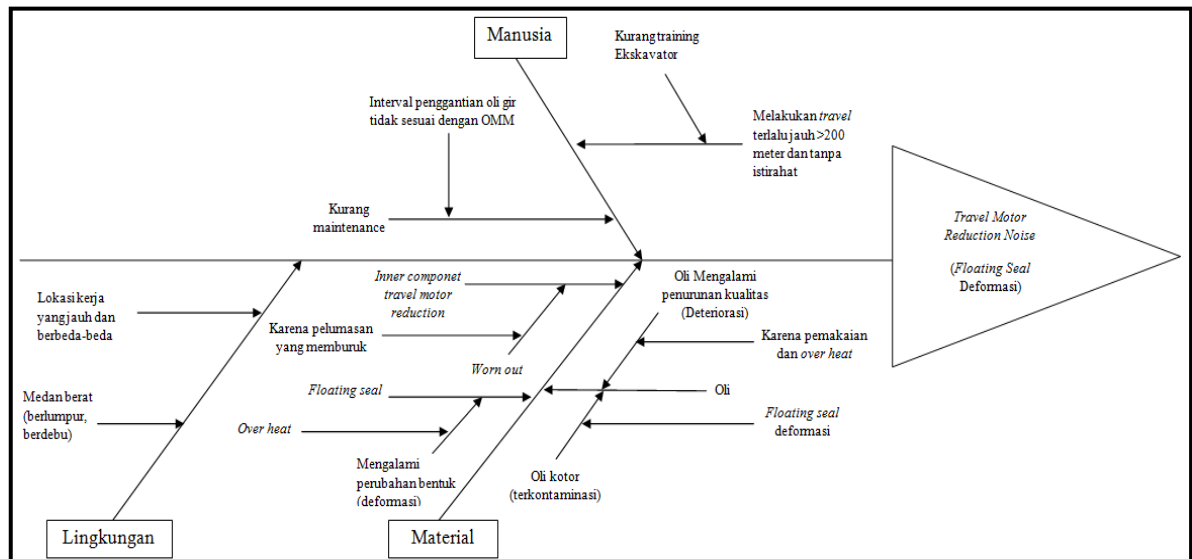 Manusia
Kurang training
Ekskavator
Interval penggantian oli gir
tidak sesuai dengan OMM
Melakukan travel
terlalu jauh >200
meter dan tanpa
istirahat
Kurang
maintenance
Travel Motor
Reduction Noise
(Floating Seal
Deformasi)
Lokasi kerja
yang jauh dan
berbeda-beda
Inner componet
travel motor
reduction
Oli Mengalami
penurunan kualitas
(Deteriorasi)
Karena pelumasan
yang memburuk
Karena pemakaian
dan over heat
Worn out
Floating seal
Oli
Medan berat
(berlumpur,
berdebu)
Over heat
Floating seal
deformasi
Mengalami
perubahan bentuk
(deformasi)
Oli kotor
(terkontaminasi)
Lingkungan
Material